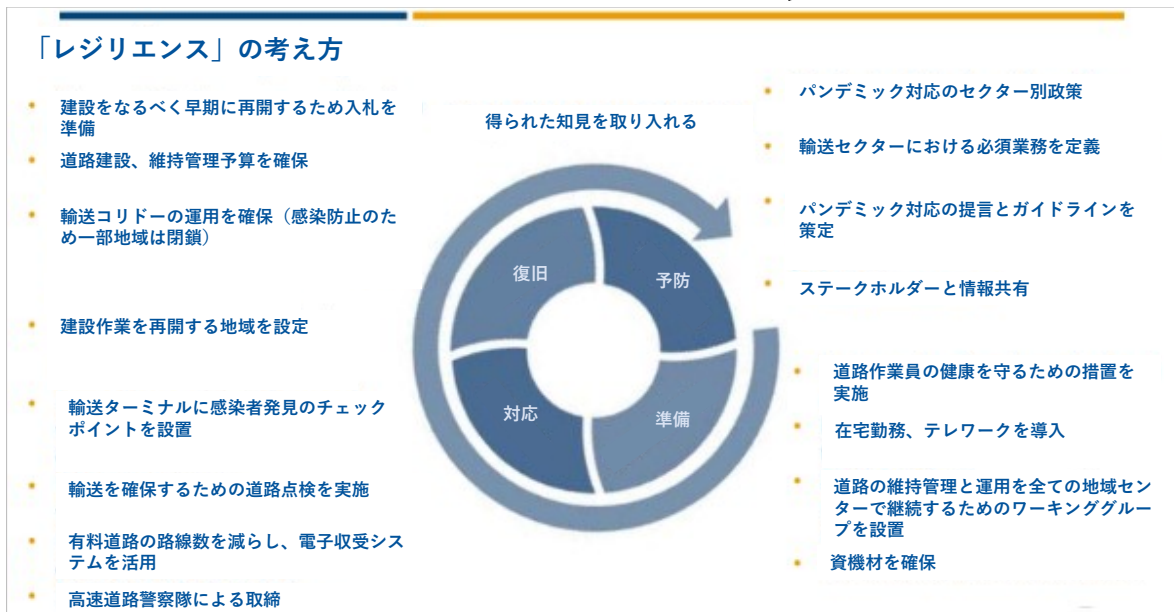 「レジリエンス」の考え方
建設をなるべく早期に再開するため入札を
準備
道路建設、維持管理予算を確保
輸送コリドーの運用を確保（感染防止のた
め一部地域は閉鎖）
建設作業を再開する地域を設定
輸送ターミナルに感染者発見のチェック
ポイントを設置
輸送を確保するための道路点検を実施
有料道路の路線数を減らし、電子収受シス
テムを活用
高速道路警察隊による取締
得られた知見を取り入れる
復旧
予防
対応
準備
パンデミック対応のセクター別政策
輸送セクターにおける必須業務を定義
パンデミック対応の提言とガイドラインを
策定
ステークホルダーと情報共有
道路作業員の健康を守るための措置を
実施
在宅勤務、テレワークを導入
道路の維持管理と運用を全ての地域セン
ターで継続するためのワーキンググルー
プを設置
資機材を確保